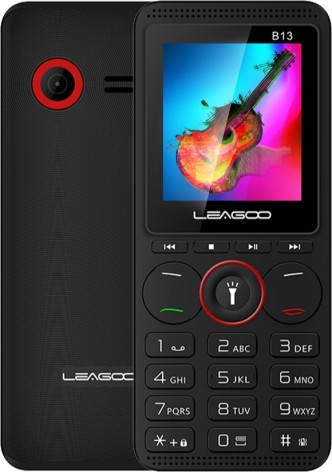 B13
LEAGOO
LEAGOO
1
2 ABC
3 DEF
4 GHI
5 JKL
6 MNO
7 PQRS
8 TUV
9 WXYZ
* +
0
#